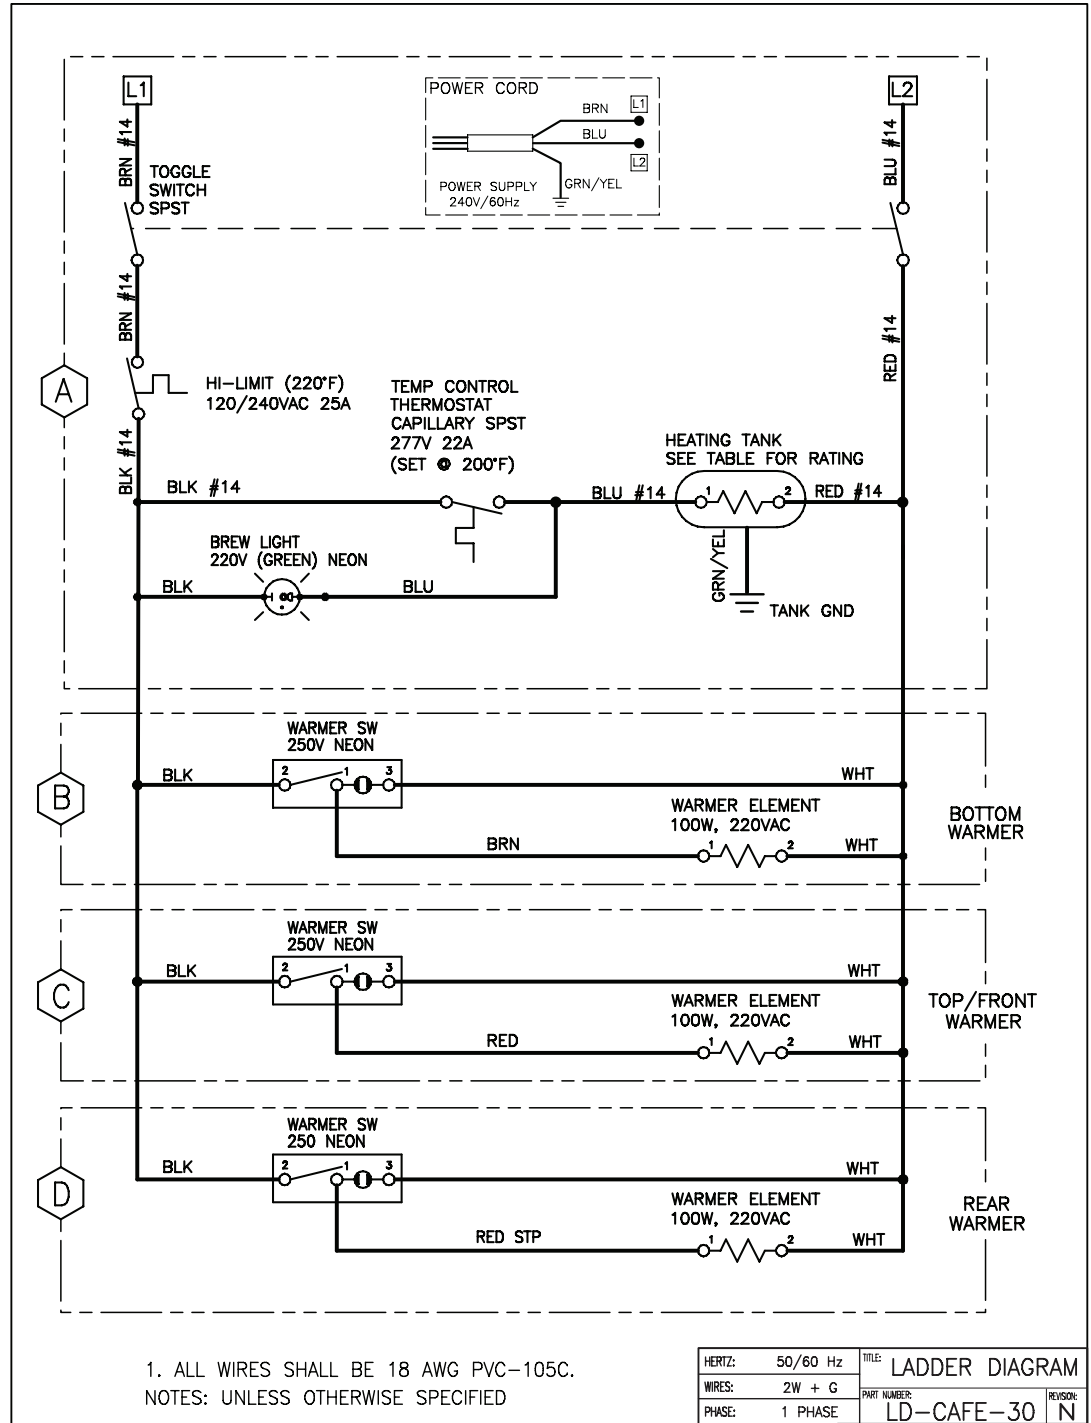 L1
L2
POWER CORD
BRN
L1
BLU
L2
GRN/YEL
POWER SUPPLY
240V/60Hz
BRN #14
BLU #14
TOGGLE
SWITCH
SPST
BRN #14
RED #14
A
HI-LIMIT (220°F)
120/240VAC 25A
TEMP CONTROL
THERMOSTAT
CAPILLARY SPST
277V 22A
(SET @ 200°F)
HEATING TANK
SEE TABLE FOR RATING
BLK #14
BLK #14
BLU #14
1
2
RED #14
BREW LIGHT
220V (GREEN) NEON
BLK
BLU
GRN/YEL
TANK GND
WARMER SW
250V NEON
B
BLK
2
1
3
WHT
WARMER ELEMENT
100W, 220VAC
BRN
1
2
WHT
BOTTOM
WARMER
WARMER SW
250V NEON
C
BLK
2
1
3
WHT
WARMER ELEMENT
100W, 220VAC
RED
1
2
WHT
TOP/FRONT
WARMER
WARMER SW
250 NEON
D
BLK
2
1
3
WHT
WARMER ELEMENT
100W, 220VAC
RED STP
1
2
WHT
REAR
WARMER
1. ALL WIRES SHALL BE 18 AWG PVC-105C.
NOTES: UNLESS OTHERWISE SPECIFIED
HERTZ: 50/60 Hz
TITLE: LADDER DIAGRAM
WIRES: 2W + G
PHASE: 1 PHASE
PART NUMBER: LD-CAFE-30
REVISION: N